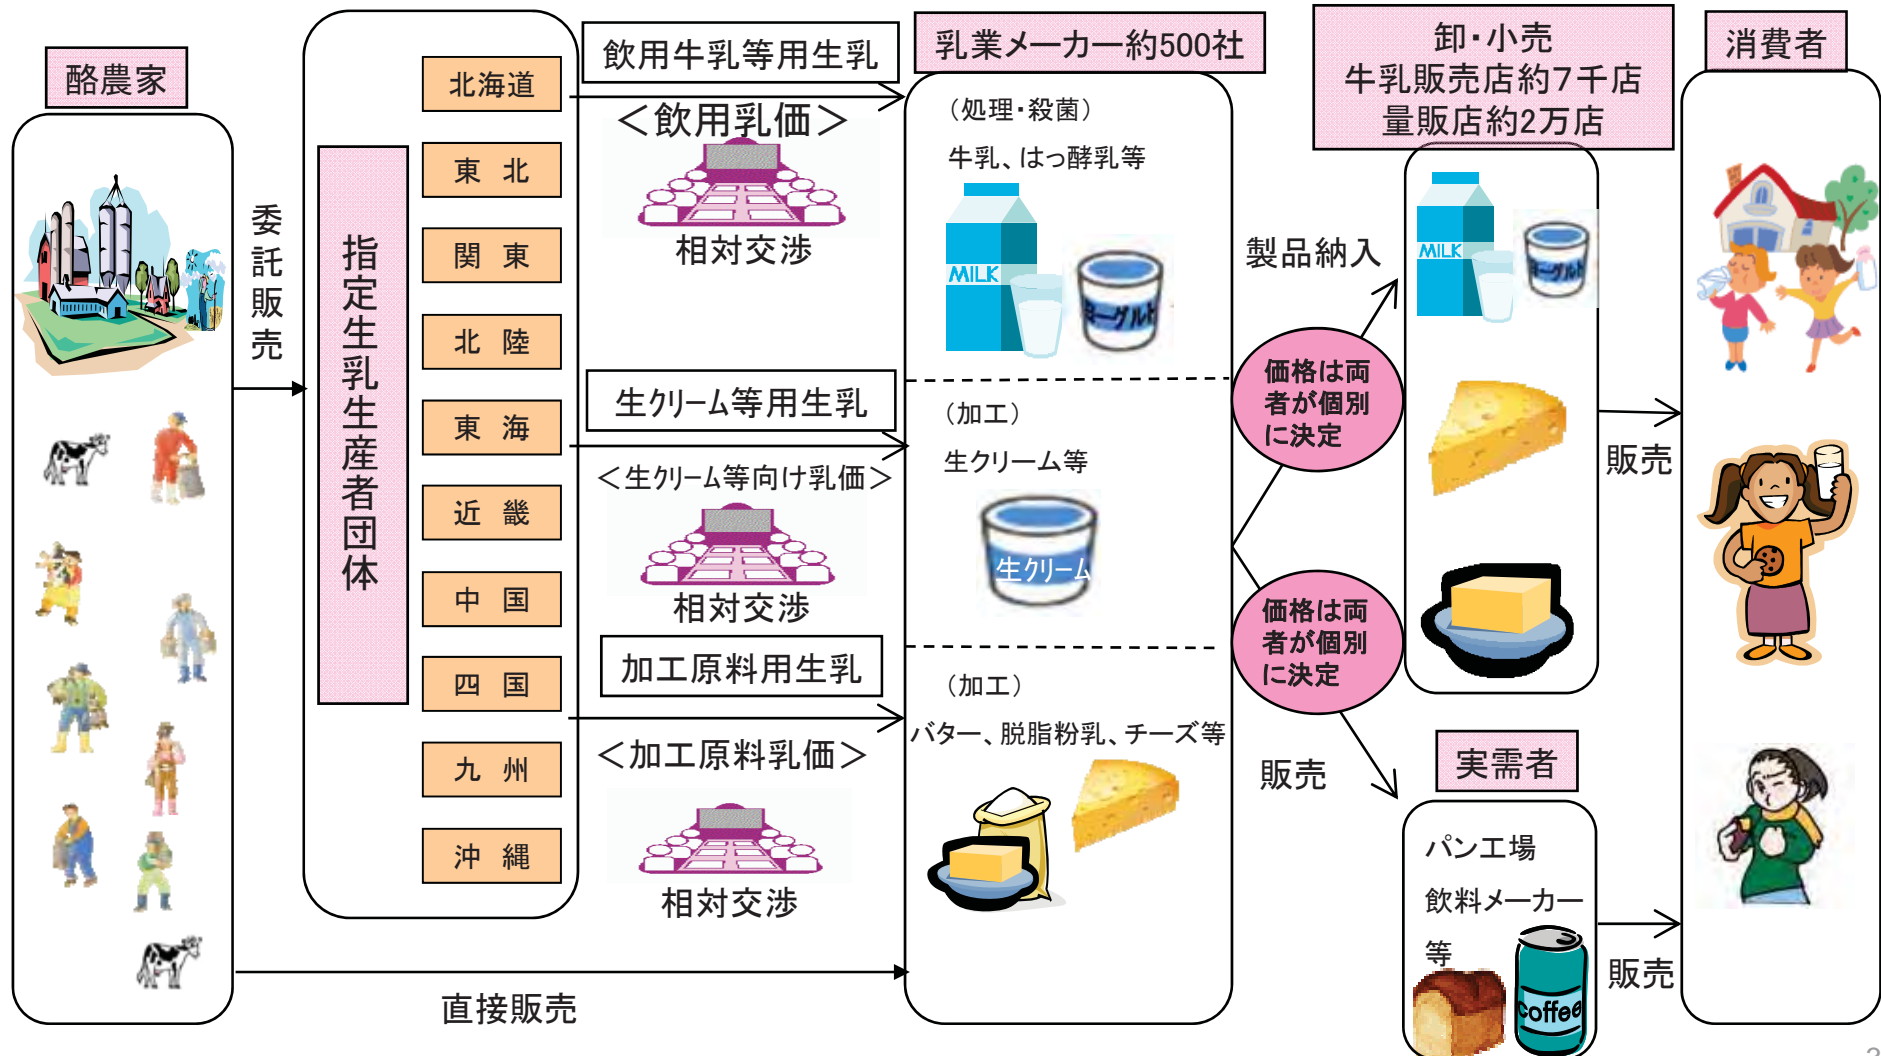 酪農家
委託販売
指定生乳生産者団体
北海道
東 北
関 東
北 陸
東 海
近 畿
中 国
四 国
九 州
沖 縄
飲用牛乳等用生乳
＜飲用乳価＞
相対交渉
生クリーム等用生乳
＜生クリーム等向け乳価＞
相対交渉
加工原料用生乳
＜加工原料乳価＞
相対交渉
直接販売
乳業メーカー約500社
（処理・殺菌）
牛乳、はっ酵乳等
MILK
ヨーグルト
（加工）
生クリーム等
生クリーム
（加工）
バター、脱脂粉乳、チーズ等
製品納入
価格は両
者が個別
に決定
価格は両
者が個別
に決定
販売
卸・小売
牛乳販売店約７千店
量販店約2万店
MILK
ヨーグルト
実需者
パン工場
飲料メーカー
等
coffee
販売
販売
消費者